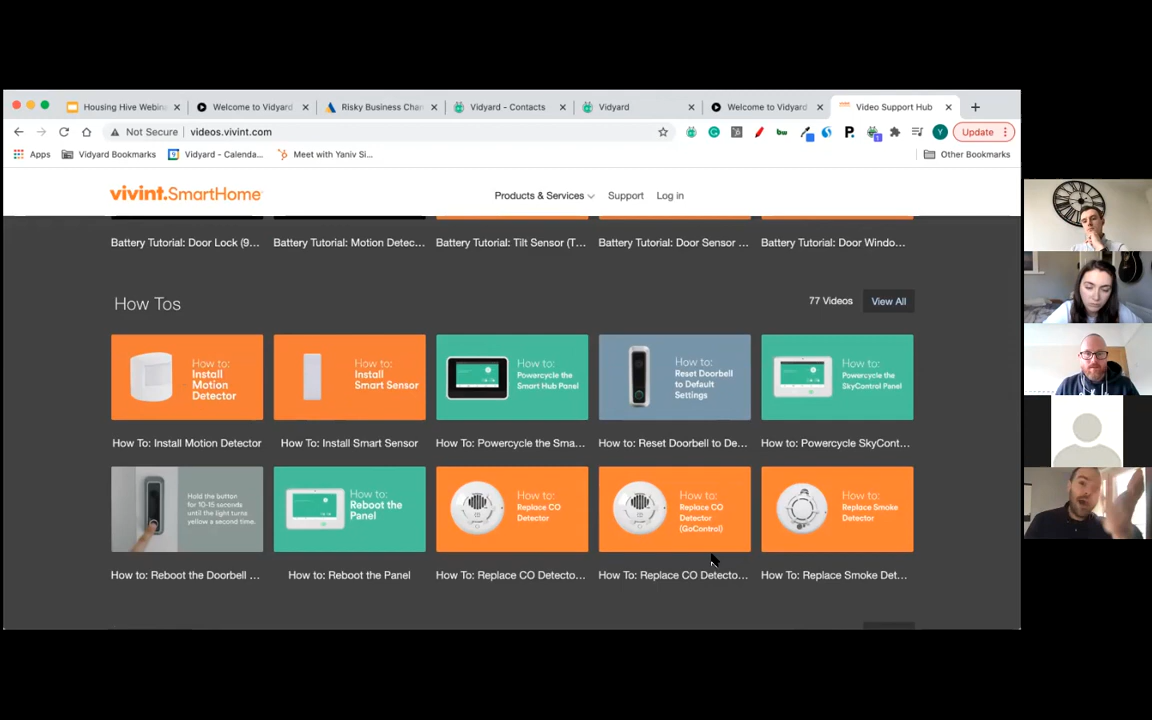 Housing Hive Webin
Welcome to Vidyard
Risky Business Chan
Vidyard - Contacts
Vidyard
Welcome to Vidyard
Video Support Hub
Not Secure
videos.vivint.com
Update
Apps
Vidyard Bookmarks
Vidyard - Calenda...
Meet with Yaniv Si...
Other Bookmarks
vivint.SmartHome
Products & Services
Support
Log in
Battery Tutorial: Door Lock (9...
Battery Tutorial: Motion Detec...
Battery Tutorial: Tilt Sensor (T...
Battery Tutorial: Door Sensor ...
Battery Tutorial: Door Windo...
How Tos
77 Videos
View All
How to:
Install
Motion
Detector
How to:
Install
Smart Sensor
How to:
Powercycle the
Smart Hub Panel
How to:
Reset Doorbell
to Default
Settings
How to:
Powercycle the
SkyControl Panel
How To: Install Motion Detector
How To: Install Smart Sensor
How To: Powercycle the Sma...
How to: Reset Doorbell to De...
How to: Powercycle SkyCont...
Hold the button
for 10-15 seconds
until the light turns
yellow a second time.
How to:
Reboot the
Panel
How to:
Replace CO
Detector
How to:
Replace CO
Detector
(GoControl)
How to:
Replace Smoke
Detector
How to: Reboot the Doorbell ...
How to: Reboot the Panel
How To: Replace CO Detecto...
How To: Replace CO Detecto...
How To: Replace Smoke Det...